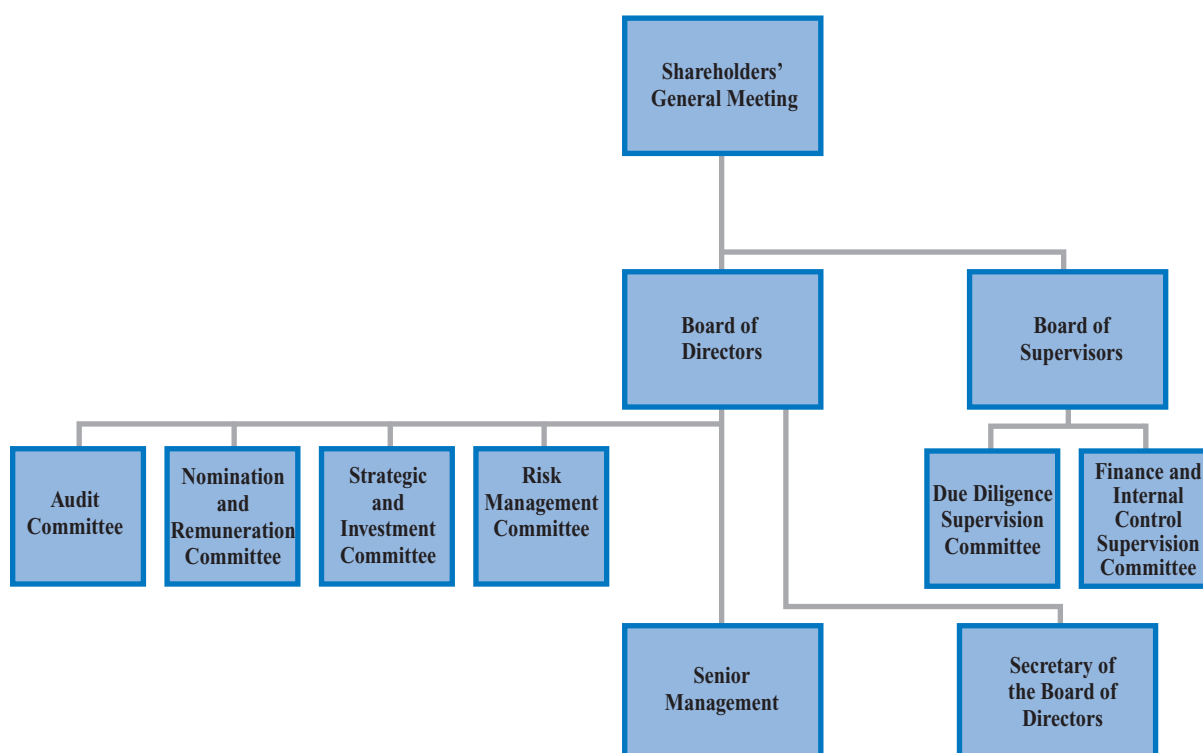 Shareholders’
General Meeting
Board of
Directors
Board of
Supervisors
Audit
Committee
Nomination
and
Remuneration
Committee
Strategic
and
Investment
Committee
Risk
Management
Committee
Due Diligence
Supervision
Committee
Finance and
Internal
Control
Supervision
Committee
Senior
Management
Secretary of
the Board of
Directors